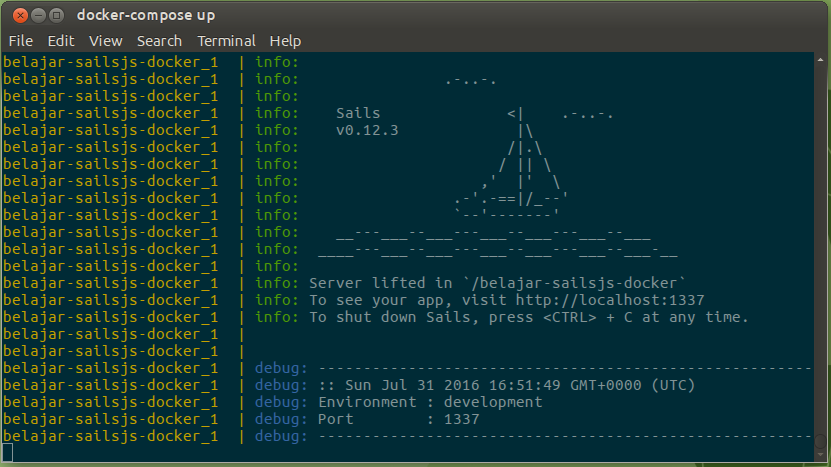 docker-compose up
File Edit View Search Terminal Help
belajar-sailsjs-docker_1  | info:
belajar-sailsjs-docker_1  | info:                .-..-.
belajar-sailsjs-docker_1  | info:
belajar-sailsjs-docker_1  | info:    Sails              <|    .-..-.
belajar-sailsjs-docker_1  | info:    v0.12.3             |\
belajar-sailsjs-docker_1  | info:                       /|.\
belajar-sailsjs-docker_1  | info:                      / || \
belajar-sailsjs-docker_1  | info:                    ,'  |'  \
belajar-sailsjs-docker_1  | info:                 .-'.-==|/_--'
belajar-sailsjs-docker_1  | info:                 `--'-------'
belajar-sailsjs-docker_1  | info:    __---___--___---___--___---___--___
belajar-sailsjs-docker_1  | info:  ____---___--___---___--___---___--___-__
belajar-sailsjs-docker_1  | info:
belajar-sailsjs-docker_1  | info: Server lifted in `/belajar-sailsjs-docker`
belajar-sailsjs-docker_1  | info: To see your app, visit http://localhost:1337
belajar-sailsjs-docker_1  | info: To shut down Sails, press <CTRL> + C at any time.
belajar-sailsjs-docker_1  |
belajar-sailsjs-docker_1  |
belajar-sailsjs-docker_1  | debug: -------------------------------------------------------
belajar-sailsjs-docker_1  | debug: :: Sun Jul 31 2016 16:51:49 GMT+0000 (UTC)
belajar-sailsjs-docker_1  | debug: Environment : development
belajar-sailsjs-docker_1  | debug: Port        : 1337
belajar-sailsjs-docker_1  | debug: -------------------------------------------------------